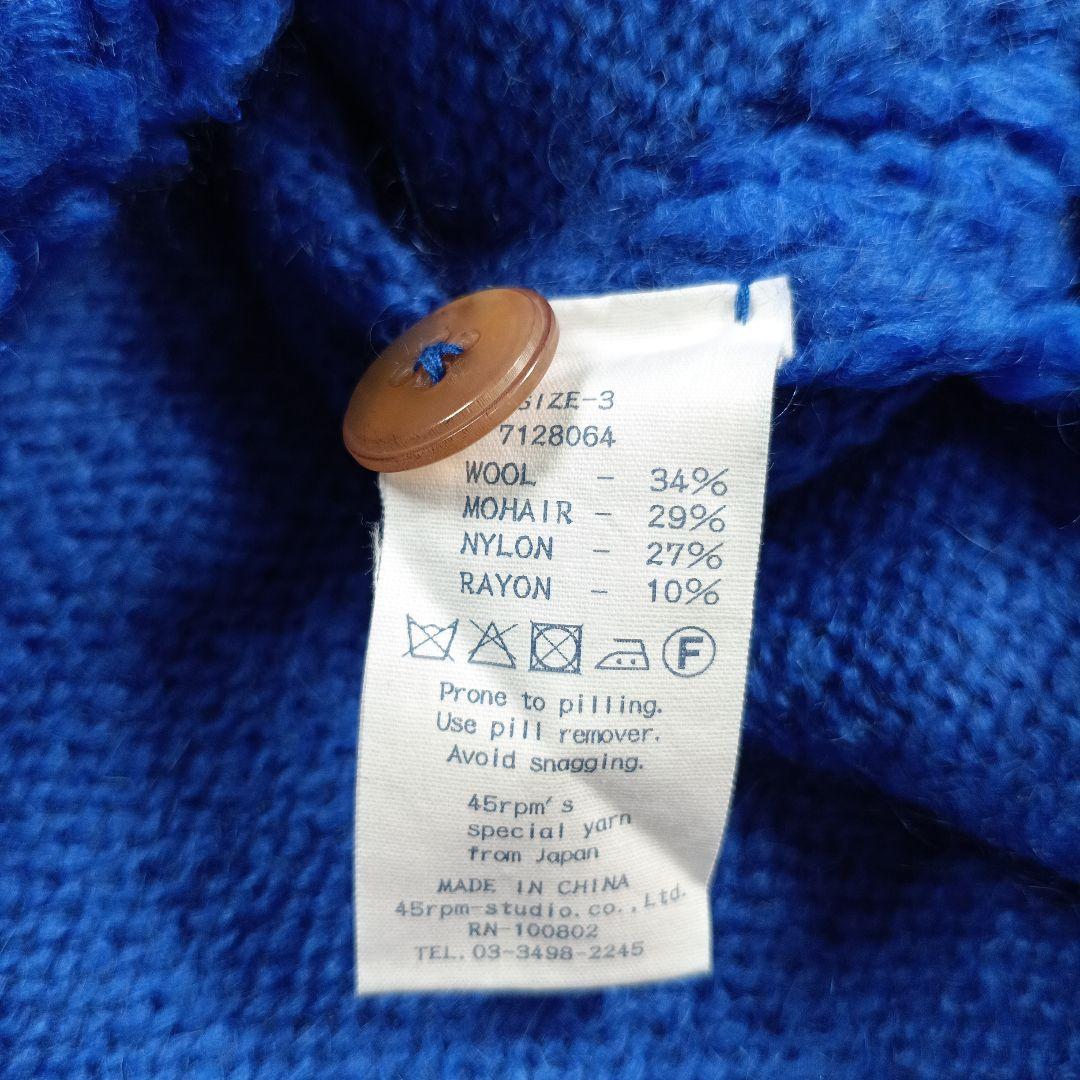 SIZE-3
7128064
WOOL - 34%
MOHAIR - 29%
NYLON - 27%
RAYON - 10%
F
Prone to pilling.
Use pill remover.
Avoid snagging.
45rpm's
special yarn
from Japan
MADE IN CHINA
45rpm-studio.co.,Ltd.
RN-100802
TEL.03-3498-2245